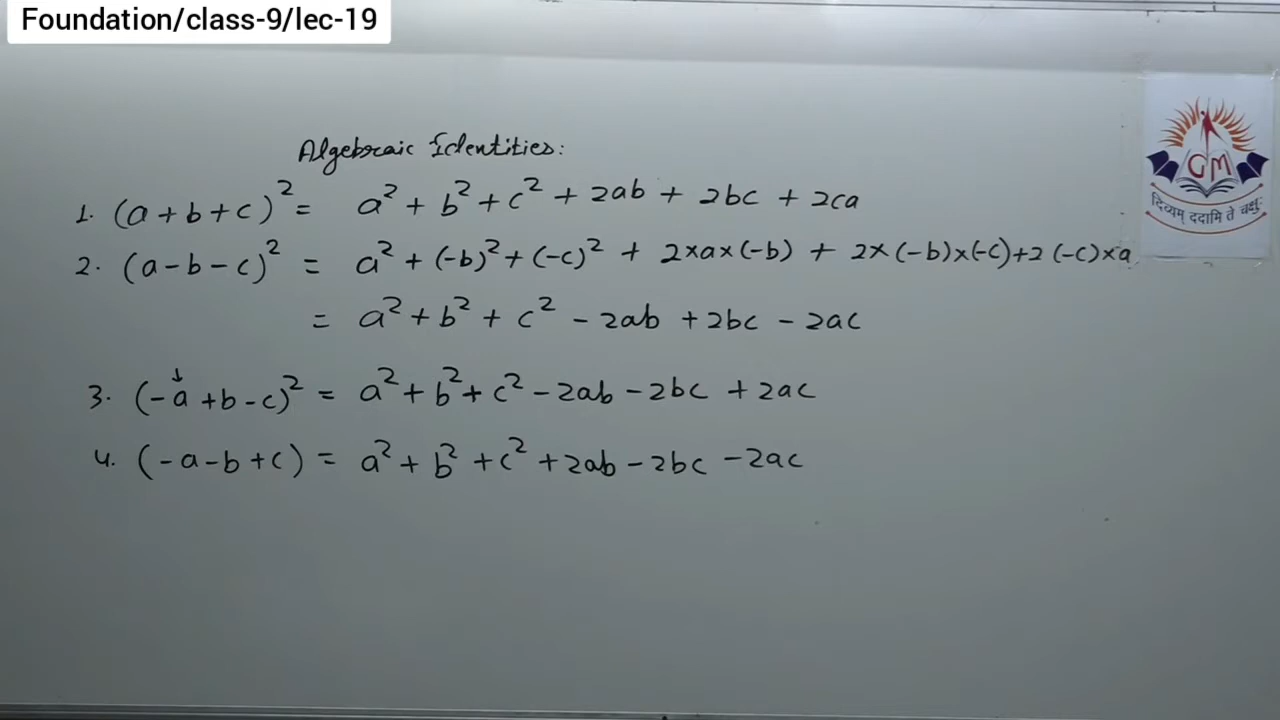 Foundation/class-9/lec-19
Algebraic Identities:
1. (a+b+c)² = a² + b² + c² + 2ab + 2bc + 2ca
2. (a-b-c)² = a² + (-b)² + (-c)² + 2×a×(-b) + 2×(-b)×(-c)+2(-c)×a
= a² + b² + c² - 2ab + 2bc - 2ac
3. (-a+b-c)² = a² + b² + c² - 2ab - 2bc + 2ac
4. (-a-b+c) = a² + b² + c² + 2ab - 2bc - 2ac
GM
दिव्यम् ददामि ते चक्षुः